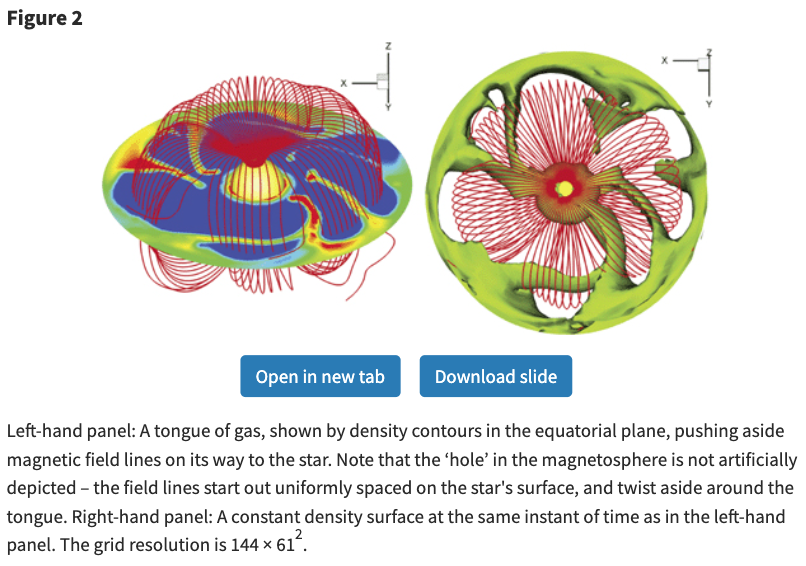 Figure 2
Z
X
Y
X
Z
Y
Open in new tab
Download slide
Left-hand panel: A tongue of gas, shown by density contours in the equatorial plane, pushing aside
magnetic field lines on its way to the star. Note that the ‘hole’ in the magnetosphere is not artificially
depicted – the field lines start out uniformly spaced on the star's surface, and twist aside around the
tongue. Right-hand panel: A constant density surface at the same instant of time as in the left-hand
panel. The grid resolution is 144 × 61².